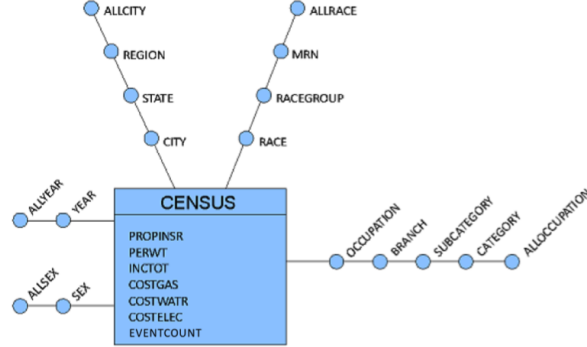 ALLCITY
REGION
STATE
CITY
ALLRACE
MRN
RACEGROUP
RACE
ALLYEAR
YEAR
ALLSEX
SEX
CENSUS
PROPINSR
PERWT
INCTOT
COSTGAS
COSTWATR
COSTELEC
EVENTCOUNT
OCCUPATION
BRANCH
SUBCATEGORY
CATEGORY
ALLOCCUPATION